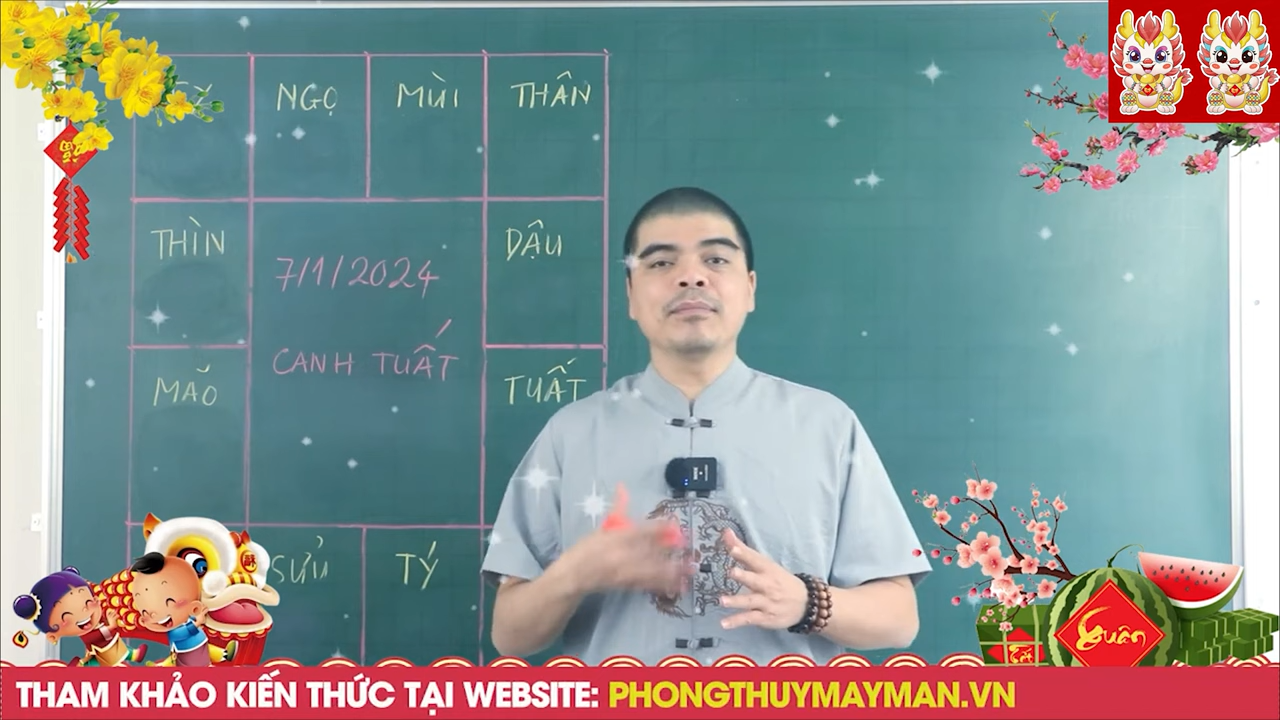 NGỌ
MÙI
THÂN
THÌN
DẬU
7/1/2024
CANH TUẤT
MÃO
TUẤT
SỬU
TÝ
Xuân
Tết
THAM KHẢO KIẾN THỨC TẠI WEBSITE: PHONGTHUYMAYMAN.VN